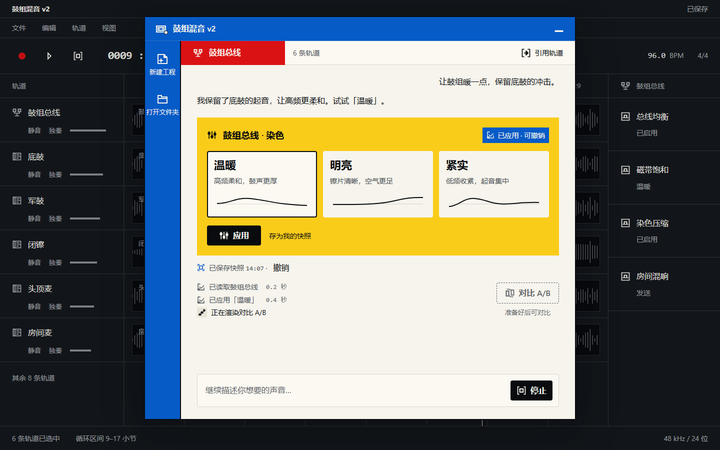 鼓组混音 v2
已保存
文件 编辑 轨道 视图
0009 :
96.0 BPM 4/4
轨道
鼓组总线
静音 独奏
底鼓
静音 独奏
军鼓
静音 独奏
闭镲
静音 独奏
头顶麦
静音 独奏
房间麦
静音 独奏
其余 8 条轨道
鼓组混音 v2
新建工程
打开文件夹
鼓组总线
6 条轨道
引用轨道
让鼓组暖一点，保留底鼓的冲击。
我保留了底鼓的起音，让高频更柔和。试试「温暖」。
鼓组总线 · 染色
已应用 · 可撤销
温暖
高频柔和，鼓声更厚
明亮
镲片清晰，空气更足
紧实
低频收紧，起音集中
应用
存为我的快照
已保存快照 14:07 · 撤销
已读取鼓组总线 0.2 秒
已应用「温暖」 0.4 秒
正在渲染对比 A/B
对比 A/B
准备好后可对比
继续描述你想要的声音...
停止
鼓组总线
总线均衡
已启用
磁带饱和
温暖
染色压缩
已启用
房间混响
发送
6 条轨道已选中 循环区间 9–17 小节
48 kHz / 24 位